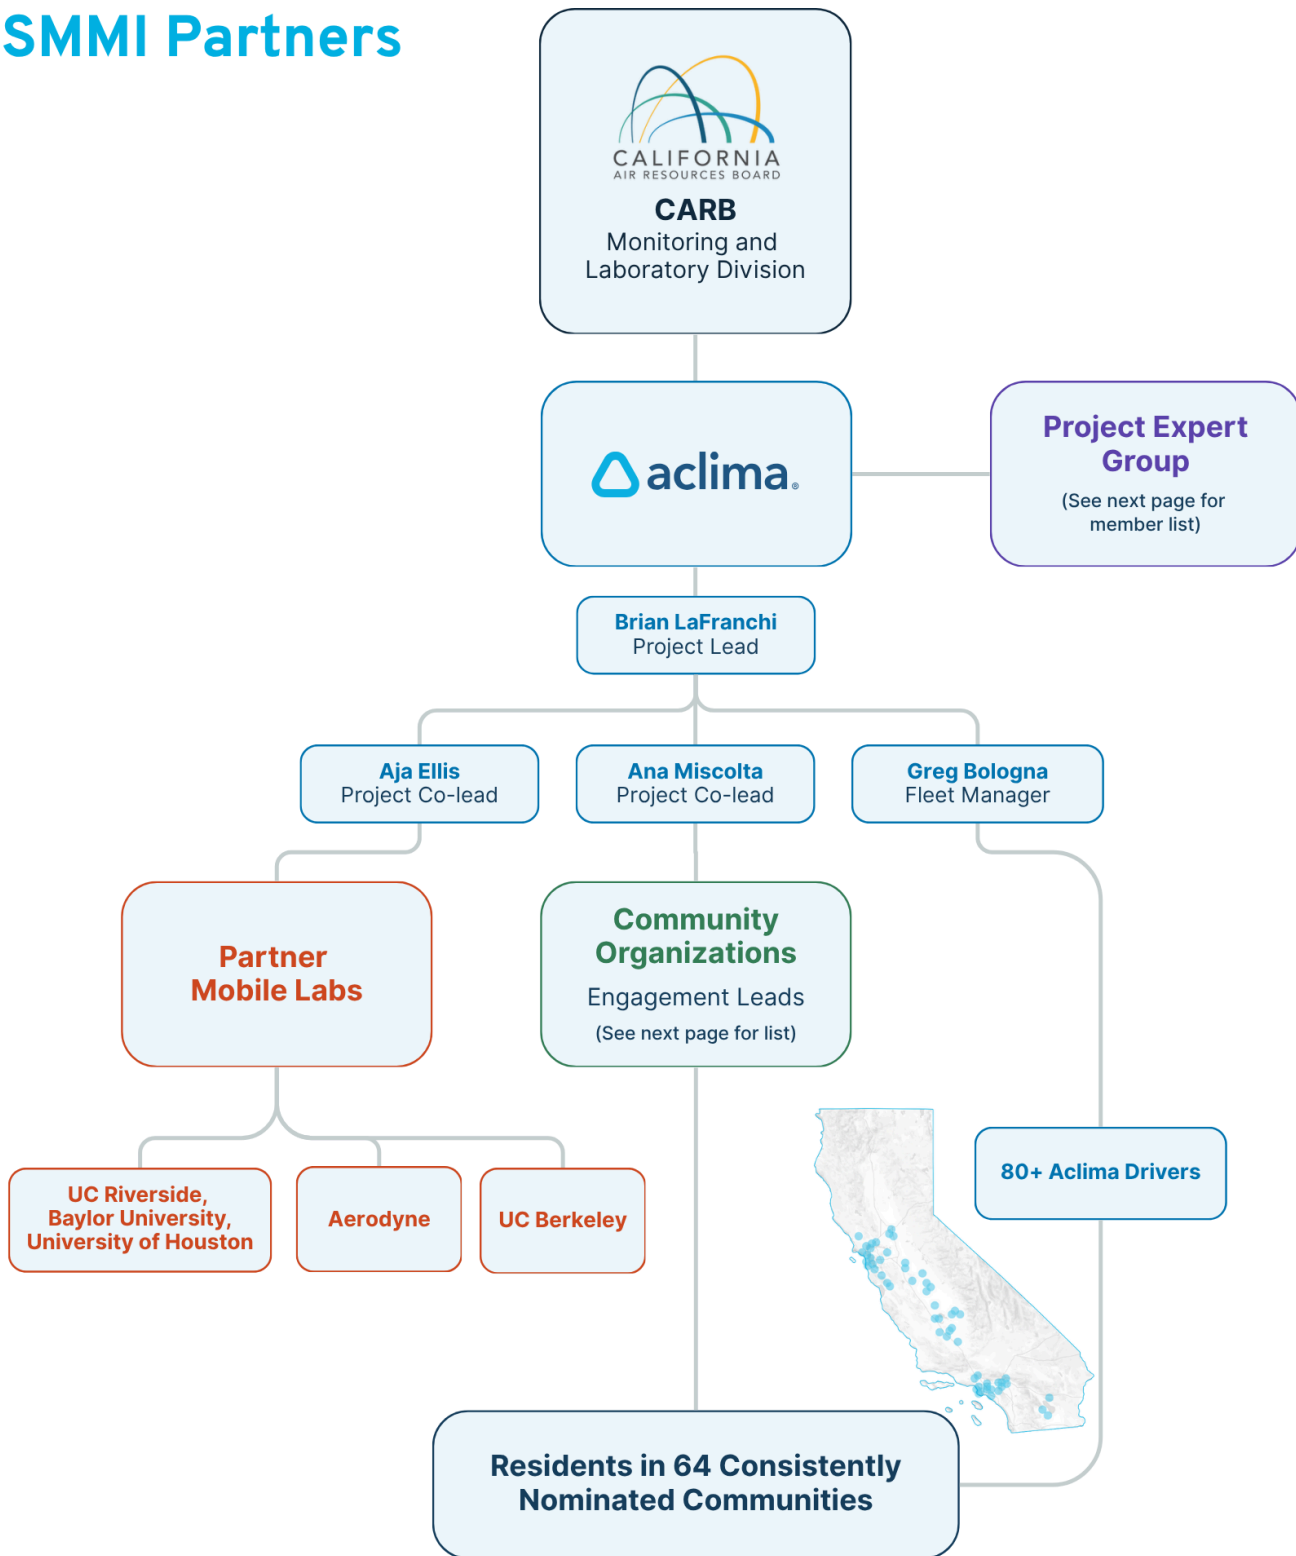 SMMI Partners
CALIFORNIA
AIR RESOURCES BOARD
CARB
Monitoring and
Laboratory Division
aclima®
Project Expert
Group
(See next page for
member list)
Brian LaFranchi
Project Lead
Aja Ellis
Project Co-lead
Ana Miscolta
Project Co-lead
Greg Bologna
Fleet Manager
Partner
Mobile Labs
Community
Organizations
Engagement Leads
(See next page for list)
UC Riverside,
Baylor University,
University of Houston
Aerodyne
UC Berkeley
80+ Aclima Drivers
Residents in 64 Consistently
Nominated Communities